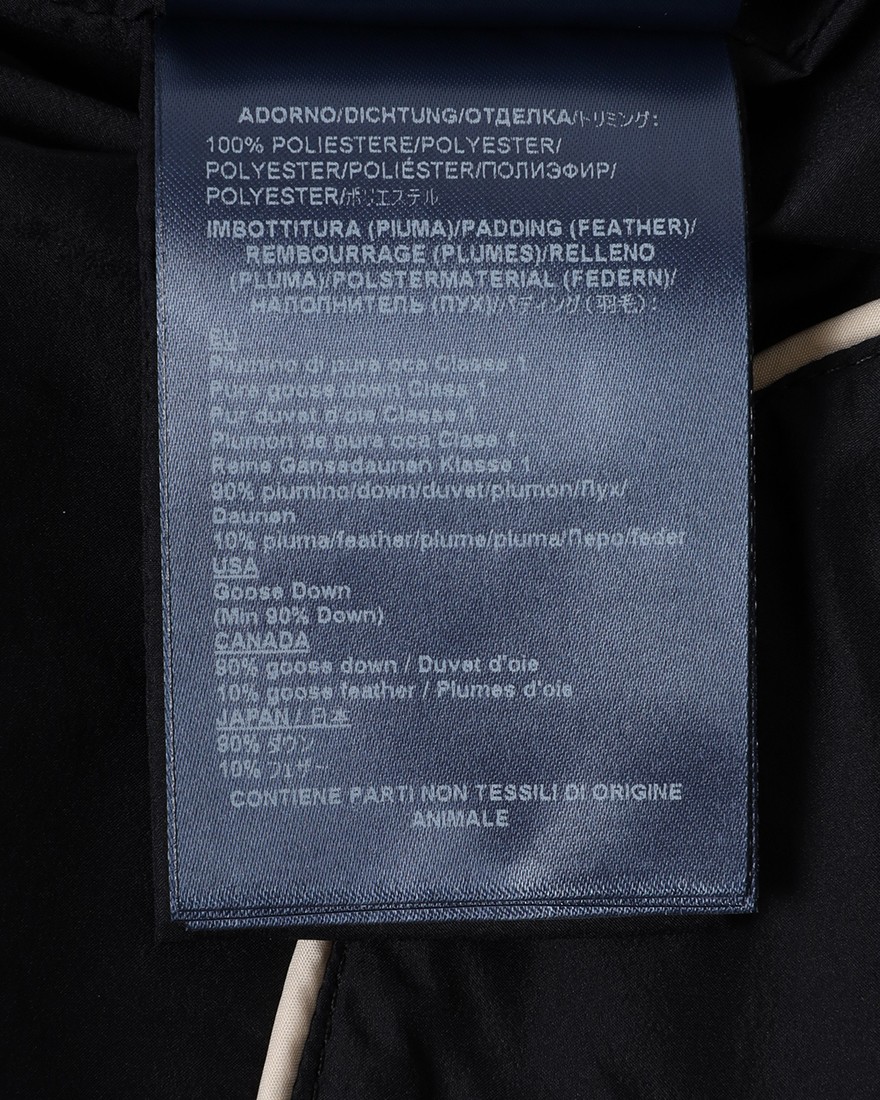 ADORNO/DICHTUNG/ОТДЕЛКА/トリミング:
100% POLIESTERE/POLYESTER/
POLYESTER/POLIÉSTER/ПОЛИЭФИР/
POLYESTER/ポリエステル
IMBOTTITURA (PIUMA)/PADDING (FEATHER)/
REMBOURRAGE (PLUMES)/RELLENO
(PLUMA)/POLSTERMATERIAL (FEDERN)/
НАПОЛНИТЕЛЬ (ПУХ)/パディング(羽毛):
EU
Piumino di pura oca Classe 1
Pure goose down Class 1
Pur duvet d'oie Classe 1
Plumon de pura oca Clase 1
Reine Gänsedaunen Klasse 1
90% piumino/down/duvet/plumon/Пух/
Daunen
10% piuma/feather/plume/pluma/Перо/feder
USA
Goose Down
(Min 90% Down)
CANADA
90% goose down / Duvet d'oie
10% goose feather / Plumes d'oie
JAPAN / 日本
90% ダウン
10% フェザー
CONTIENE PARTI NON TESSILI DI ORIGINE
ANIMALE